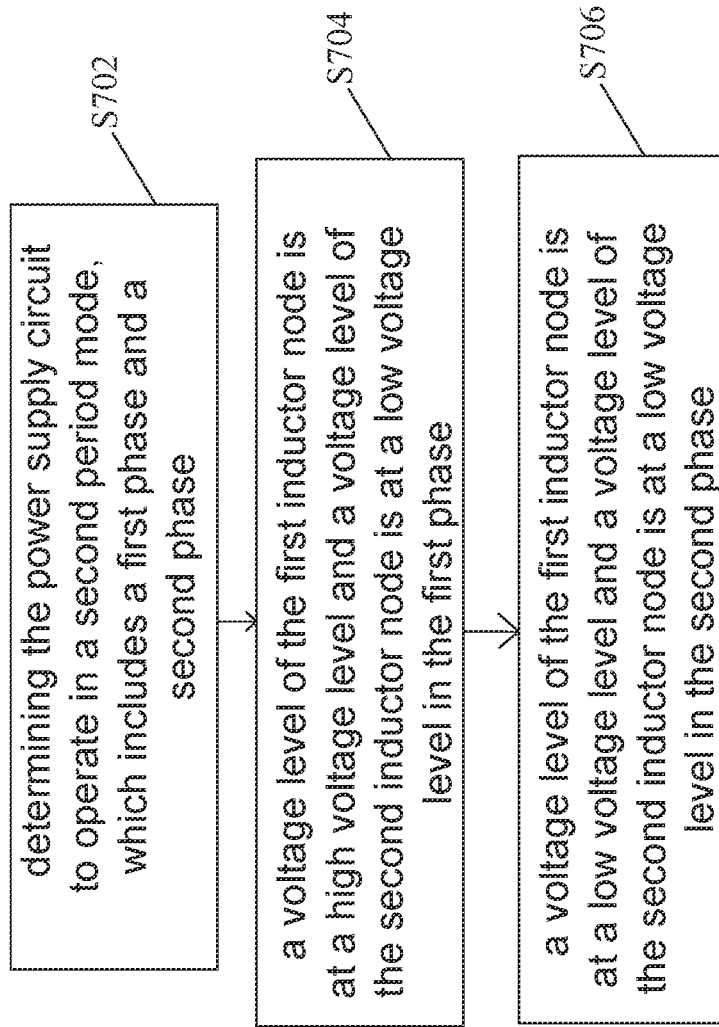 determining the power supply circuit
to operate in a second period mode,
which includes a first phase and a
second phase
S702
a voltage level of the first inductor node is
at a high voltage level and a voltage level of
the second inductor node is at a low voltage
level in the first phase
S704
a voltage level of the first inductor node is
at a low voltage level and a voltage level of
the second inductor node is at a low voltage
level in the second phase
S706